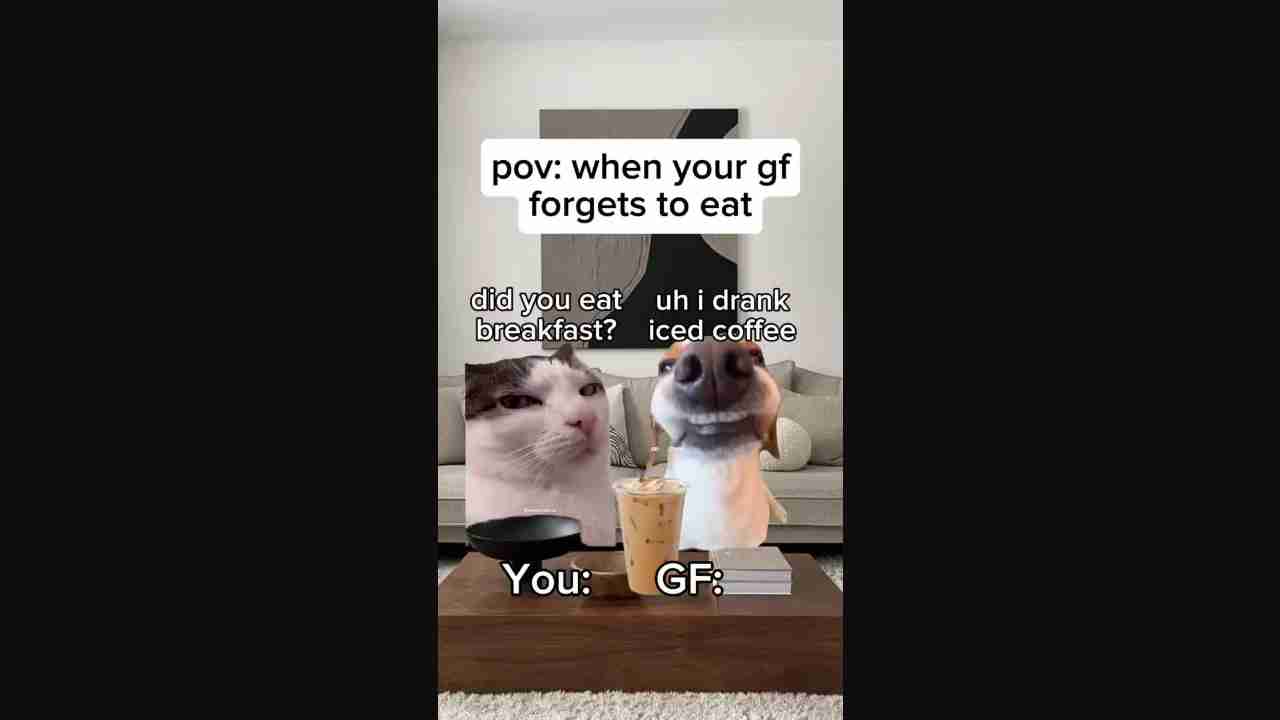 pov: when your gf
forgets to eat
did you eat
breakfast?
uh i drank
iced coffee
You:
GF: